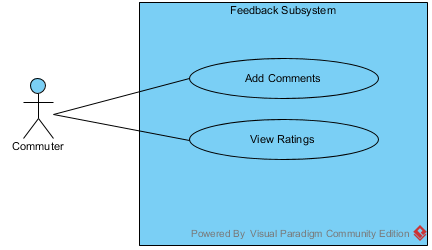 Feedback Subsystem
Add Comments
Commuter
View Ratings
Powered By Visual Paradigm Community Edition